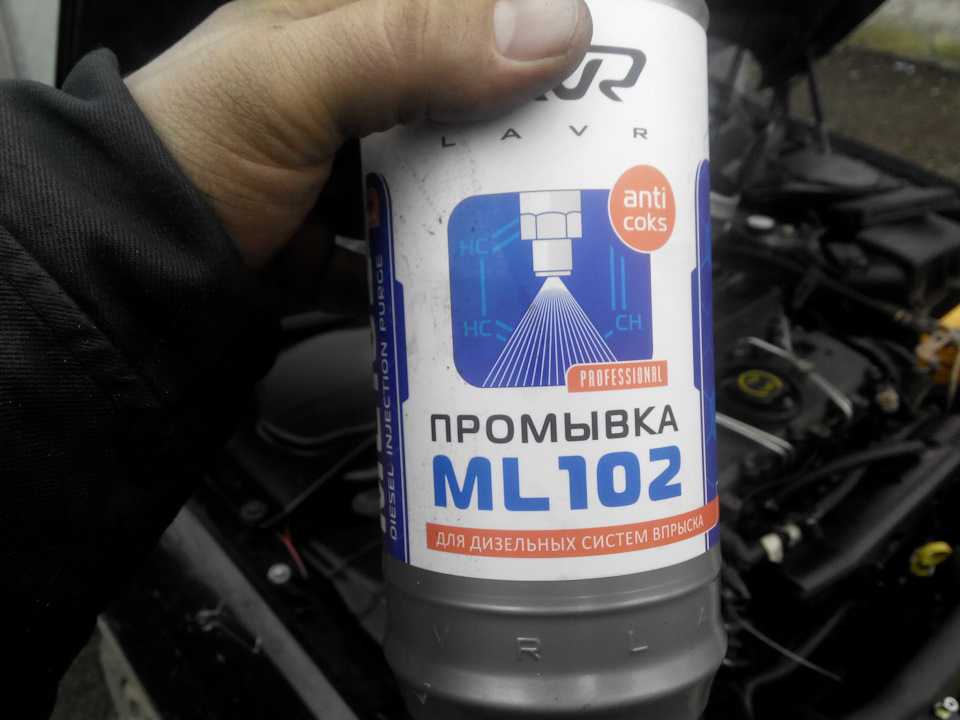 LAVR
anti
coks
HC
HC
CH
PROFESSIONAL
ПРОМЫВКА
ML102
ДЛЯ ДИЗЕЛЬНЫХ СИСТЕМ ВПРЫСКА
DIESEL INJECTION PURGE
V R L A